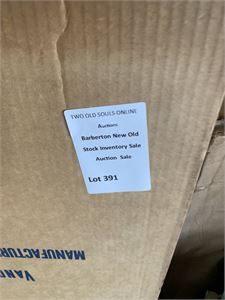 TWO OLD SOULS ONLINE
Auctions
Barberton New Old
Stock Inventory Sale
Auction Sale
Lot 391
MANUFACTUR